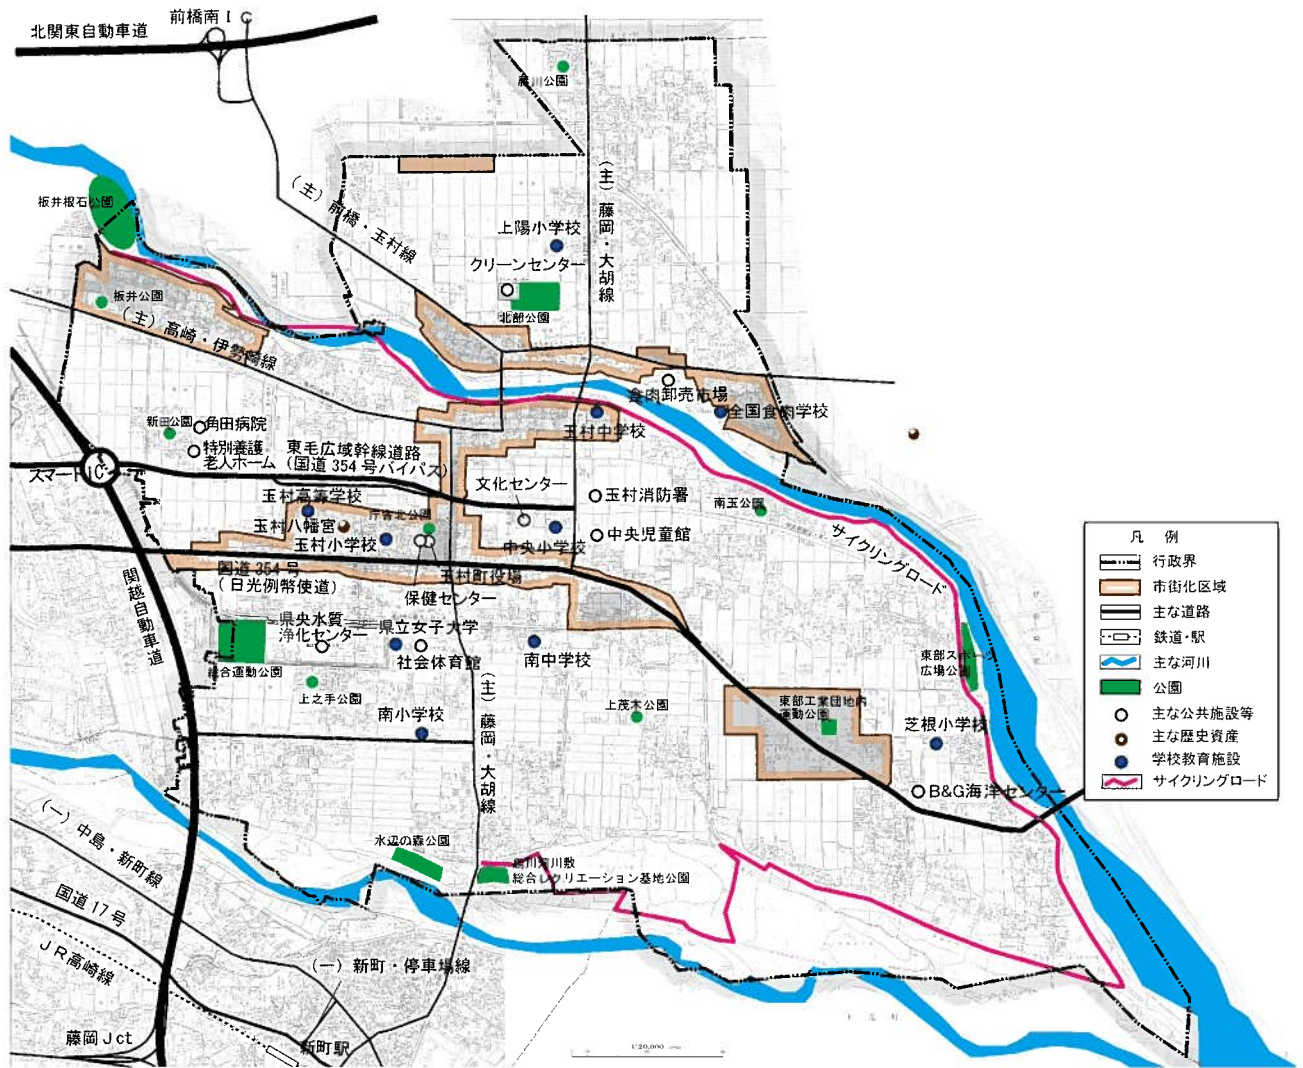 前橋南IC
北関東自動車道
藤川公園
(主)前橋・玉村線
(主)藤岡・大胡線
板井根石公園
上陽小学校
クリーンセンター
北部公園
板井公園
(主)高崎・伊勢崎線
食肉卸売市場
全国食肉学校
玉村中学校
新田公園
角田病院
特別養護
老人ホーム
東毛広域幹線道路
(国道354号バイパス)
スマートIC
文化センター
玉村消防署
南玉公園
玉村高等学校
玉村八幡宮
庁舎北公園
玉村小学校
中央小学校
中央児童館
サイクリングロード
国道354号
(日光例幣使道)
玉村町役場
保健センター
関越自動車道
県央水質
浄化センター
県立女子大学
社会体育館
南中学校
総合運動公園
上之手公園
南小学校
(主)藤岡・大胡線
上茂木公園
東部工業団地内
運動公園
東部スポーツ
広場公園
芝根小学校
B&G海洋センター
水辺の森公園
烏川河川敷
総合レクリエーション基地公園
(一)中島・新町線
国道17号
JR高崎線
(一)新町・停車場線
藤岡Jct
新町駅
1:20,000
凡例
行政界
市街化区域
主な道路
鉄道・駅
主な河川
公園
主な公共施設等
主な歴史資産
学校教育施設
サイクリングロード